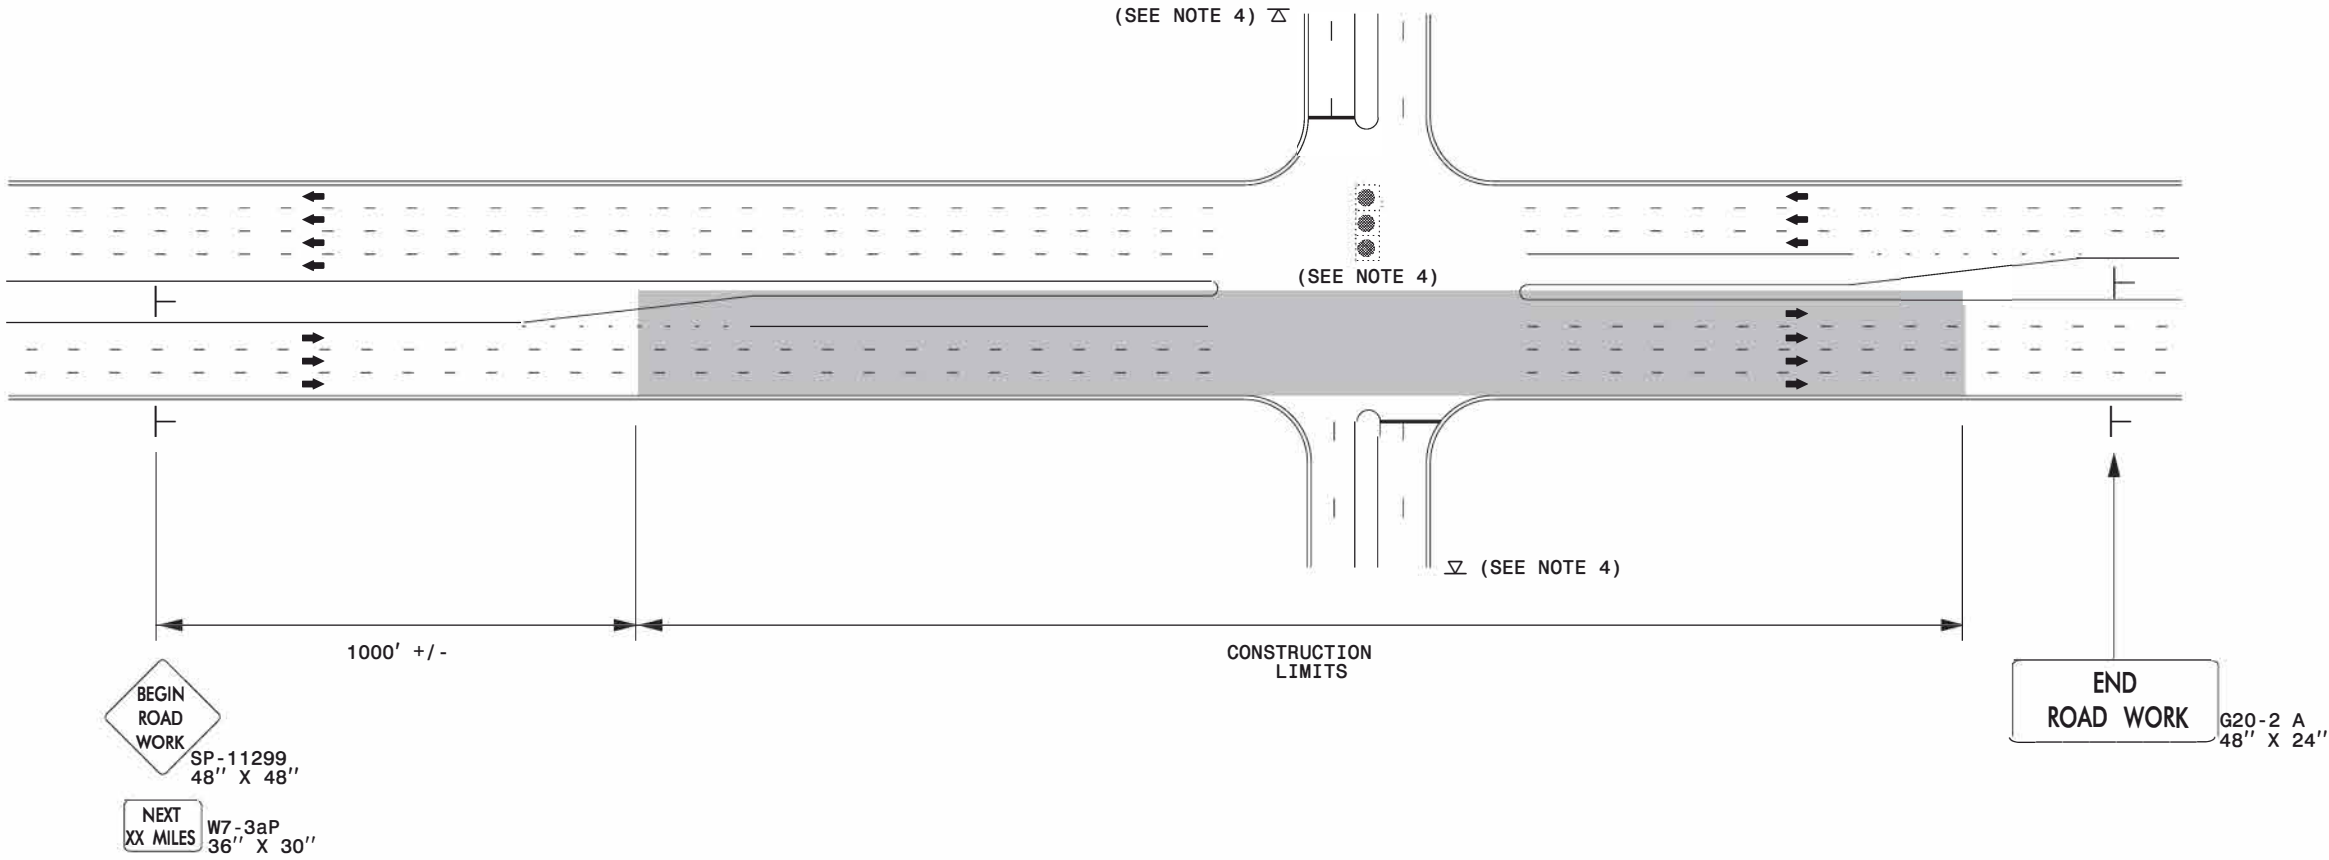 (SEE NOTE 4)
(SEE NOTE 4)
(SEE NOTE 4)
1000' +/-
CONSTRUCTION
LIMITS
BEGIN
ROAD
WORK
SP-11299
48'' X 48''
NEXT
XX MILES
W7-3aP
36'' X 30''
END
ROAD WORK
G20-2 A
48'' X 24''